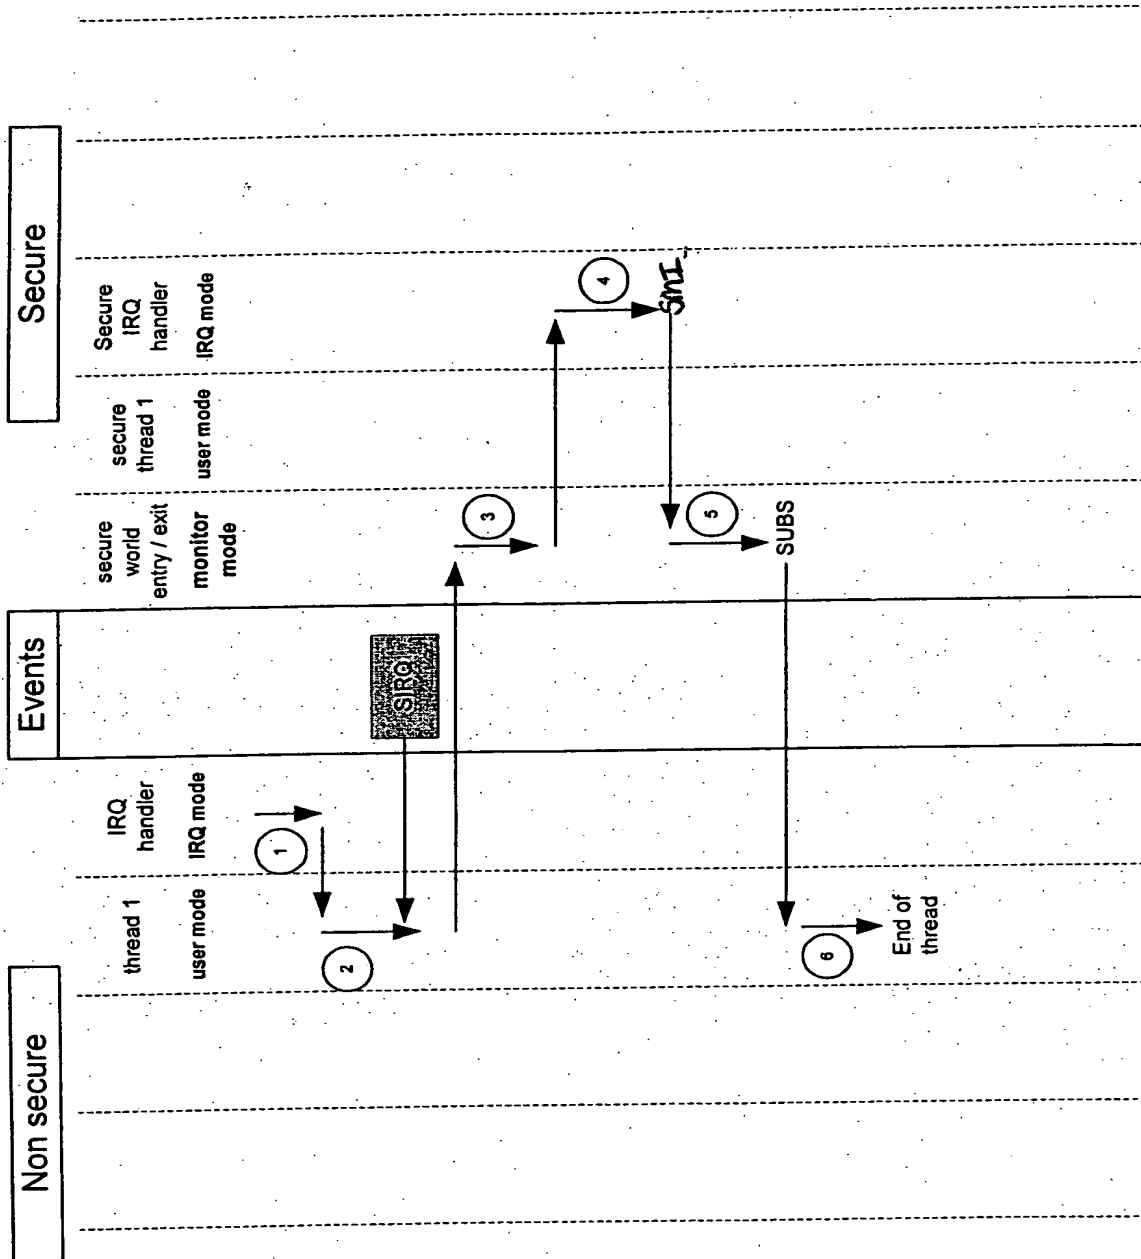 Non secure
Events
Secure
thread 1
user mode
IRQ
handler
IRQ mode
secure
world
entry / exit
monitor
mode
secure
thread 1
user mode
Secure
IRQ
handler
IRQ mode
1
2
SIRQ
3
4
SMI
5
SUBS
6
End of
thread